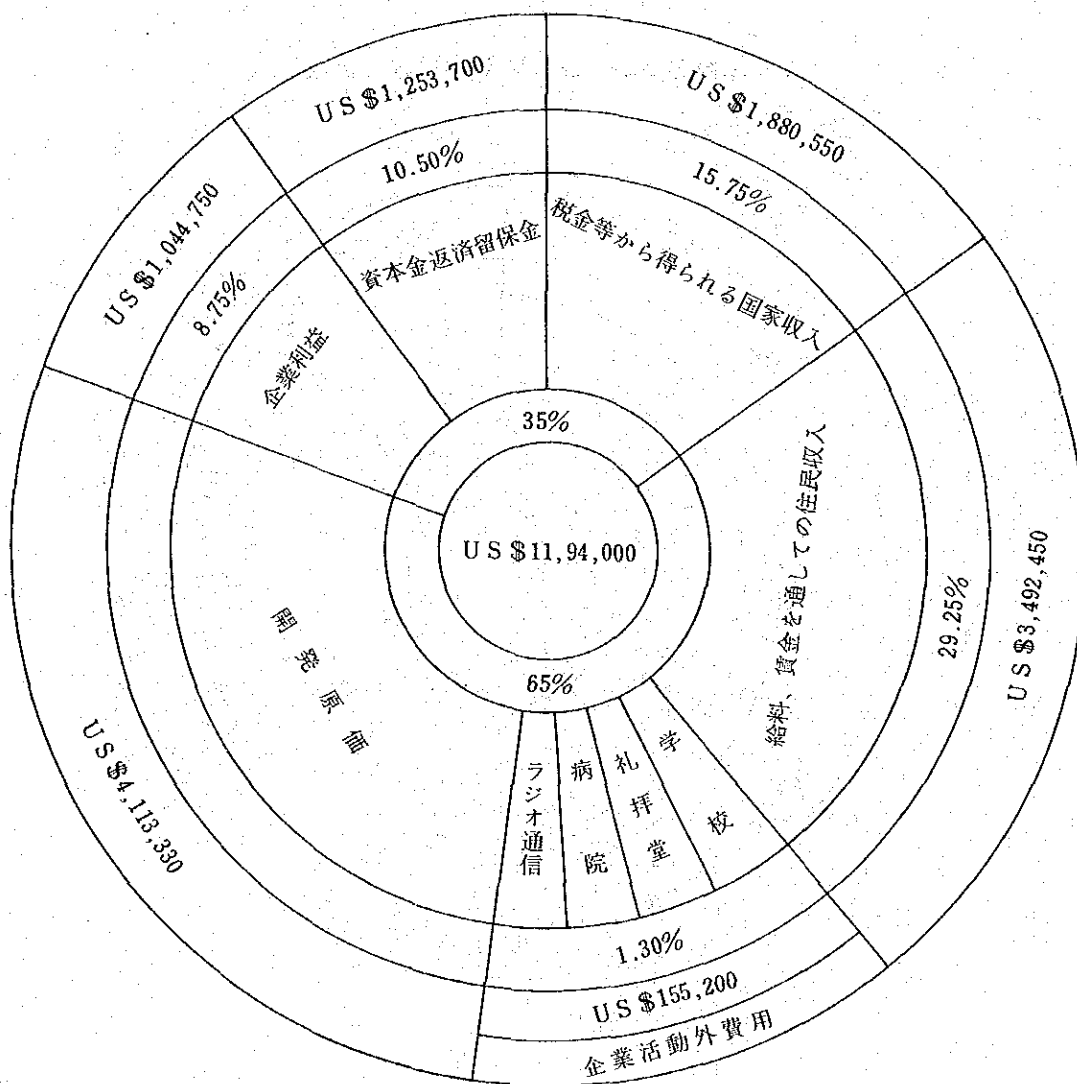 US$1,253,700
US$1,880,550
10.50%
15.75%
US$1,044,750
8.75%
資本金返済留保金
税金等から得られる国家収入
企業利益
35%
US$11,94,000
65%
給料、賃金を通しての住民収入
29.25%
US$3,492,450
開発原価
US$4,113,330
ラジオ通信
病院
礼拝堂
学校
1.30%
US$155,200
企業活動外費用